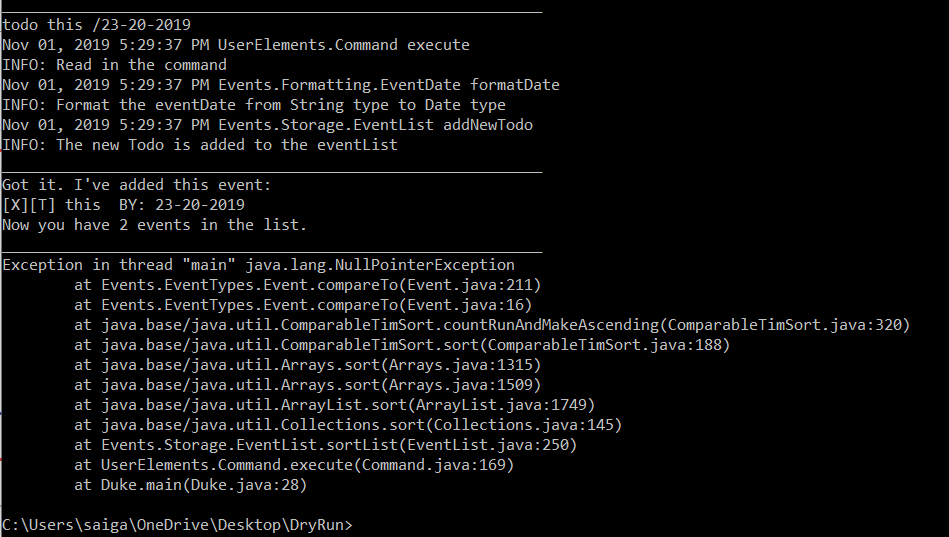 todo this /23-20-2019
Nov 01, 2019 5:29:37 PM UserElements.Command execute
INFO: Read in the command
Nov 01, 2019 5:29:37 PM Events.Formatting.EventDate formatDate
INFO: Format the eventDate from String type to Date type
Nov 01, 2019 5:29:37 PM Events.Storage.EventList addNewTodo
INFO: The new Todo is added to the eventList
Got it. I've added this event:
[X][T] this  BY: 23-20-2019
Now you have 2 events in the list.
Exception in thread "main" java.lang.NullPointerException
        at Events.EventTypes.Event.compareTo(Event.java:211)
        at Events.EventTypes.Event.compareTo(Event.java:16)
        at java.base/java.util.ComparableTimSort.countRunAndMakeAscending(ComparableTimSort.java:320)
        at java.base/java.util.ComparableTimSort.sort(ComparableTimSort.java:188)
        at java.base/java.util.Arrays.sort(Arrays.java:1315)
        at java.base/java.util.Arrays.sort(Arrays.java:1509)
        at java.base/java.util.ArrayList.sort(ArrayList.java:1749)
        at java.base/java.util.Collections.sort(Collections.java:145)
        at Events.Storage.EventList.sortList(EventList.java:250)
        at UserElements.Command.execute(Command.java:169)
        at Duke.main(Duke.java:28)
C:\Users\saiga\OneDrive\Desktop\DryRun>